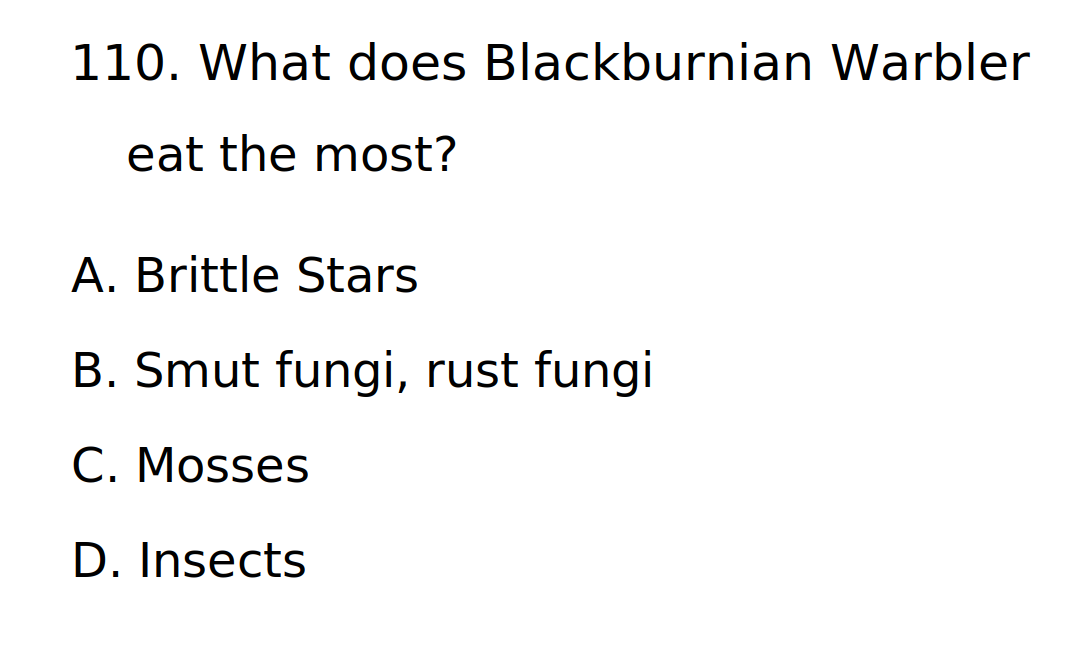 110. What does Blackburnian Warbler
eat the most?
A. Brittle Stars
B. Smut fungi, rust fungi
C. Mosses
D. Insects